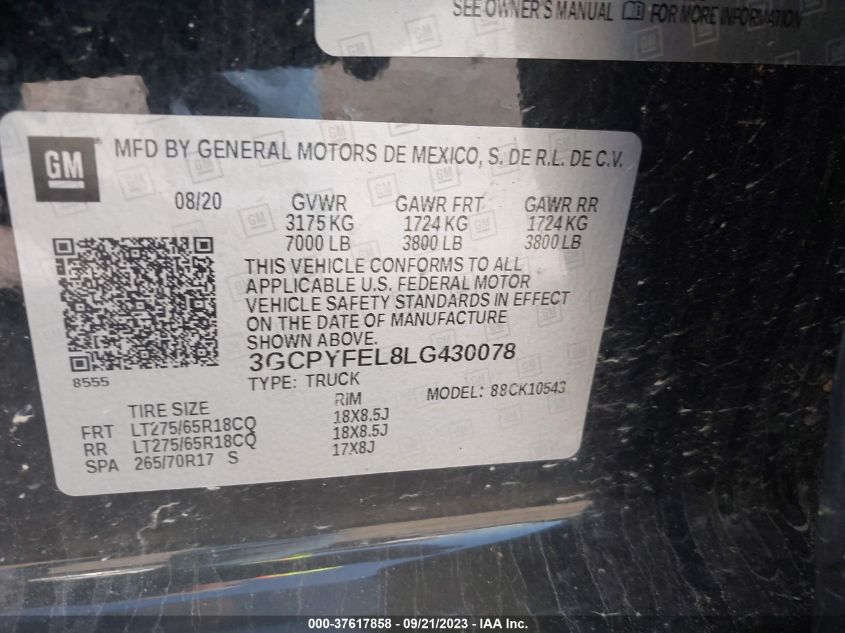 SEE OWNER'S MANUAL FOR MORE INFORMATION
GM
MFD BY GENERAL MOTORS DE MEXICO, S. DE R.L. DE C.V.
08/20 GVWR GAWR FRT GAWR RR
3175 KG 1724 KG 1724 KG
7000 LB 3800 LB 3800 LB
THIS VEHICLE CONFORMS TO ALL
APPLICABLE U.S. FEDERAL MOTOR
VEHICLE SAFETY STANDARDS IN EFFECT
ON THE DATE OF MANUFACTURE
SHOWN ABOVE.
3GCPYFEL8LG430078
8555
TYPE: TRUCK MODEL: 88CK10543
TIRE SIZE RIM
FRT LT275/65R18CQ 18X8.5J
RR LT275/65R18CQ 18X8.5J
SPA 265/70R17 S 17X8J
000-37617858 - 09/21/2023 - IAA Inc.